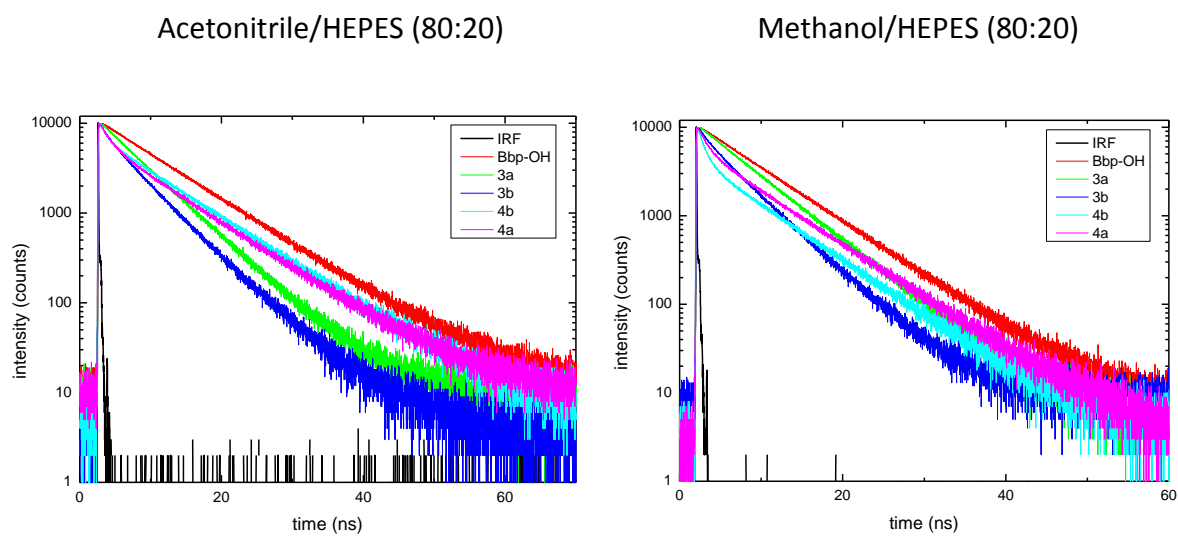 Acetonitrile/HEPES (80:20)
Methanol/HEPES (80:20)
10000
1000
100
10
1
intensity (counts)
IRF
Bbp-OH
3a
3b
4b
4a
0
20
40
60
time (ns)
10000
1000
100
10
1
intensity (counts)
IRF
Bbp-OH
3a
3b
4b
4a
0
20
40
60
time (ns)